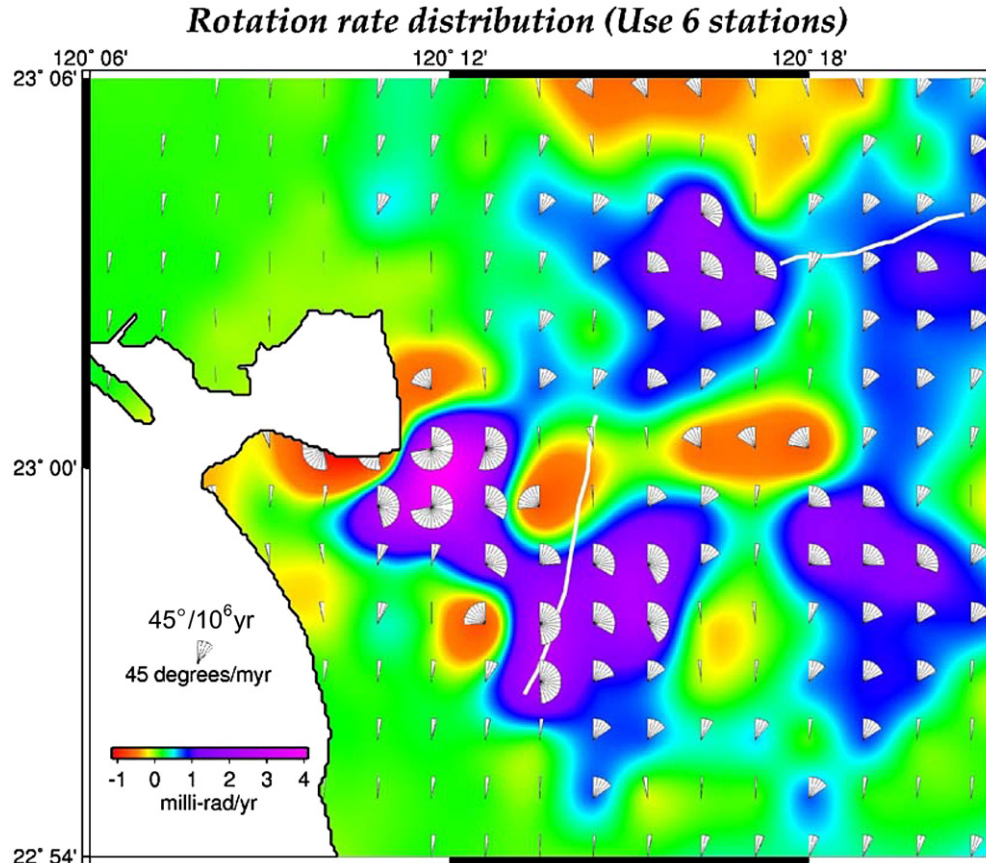 Rotation rate distribution (Use 6 stations)
120° 06' 120° 12' 120° 18'
23° 06'
23° 00'
45°/10⁶yr
45 degrees/myr
-1 0 1 2 3 4
milli-rad/yr
22° 54'